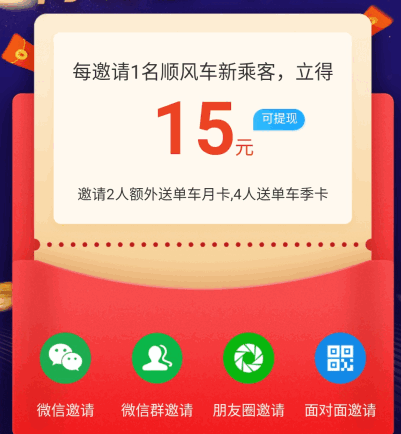 每邀请1名顺风车新乘客，立得
15元
可提现
邀请2人额外送单车月卡,4人送单车季卡
微信邀请 微信群邀请 朋友圈邀请 面对面邀请